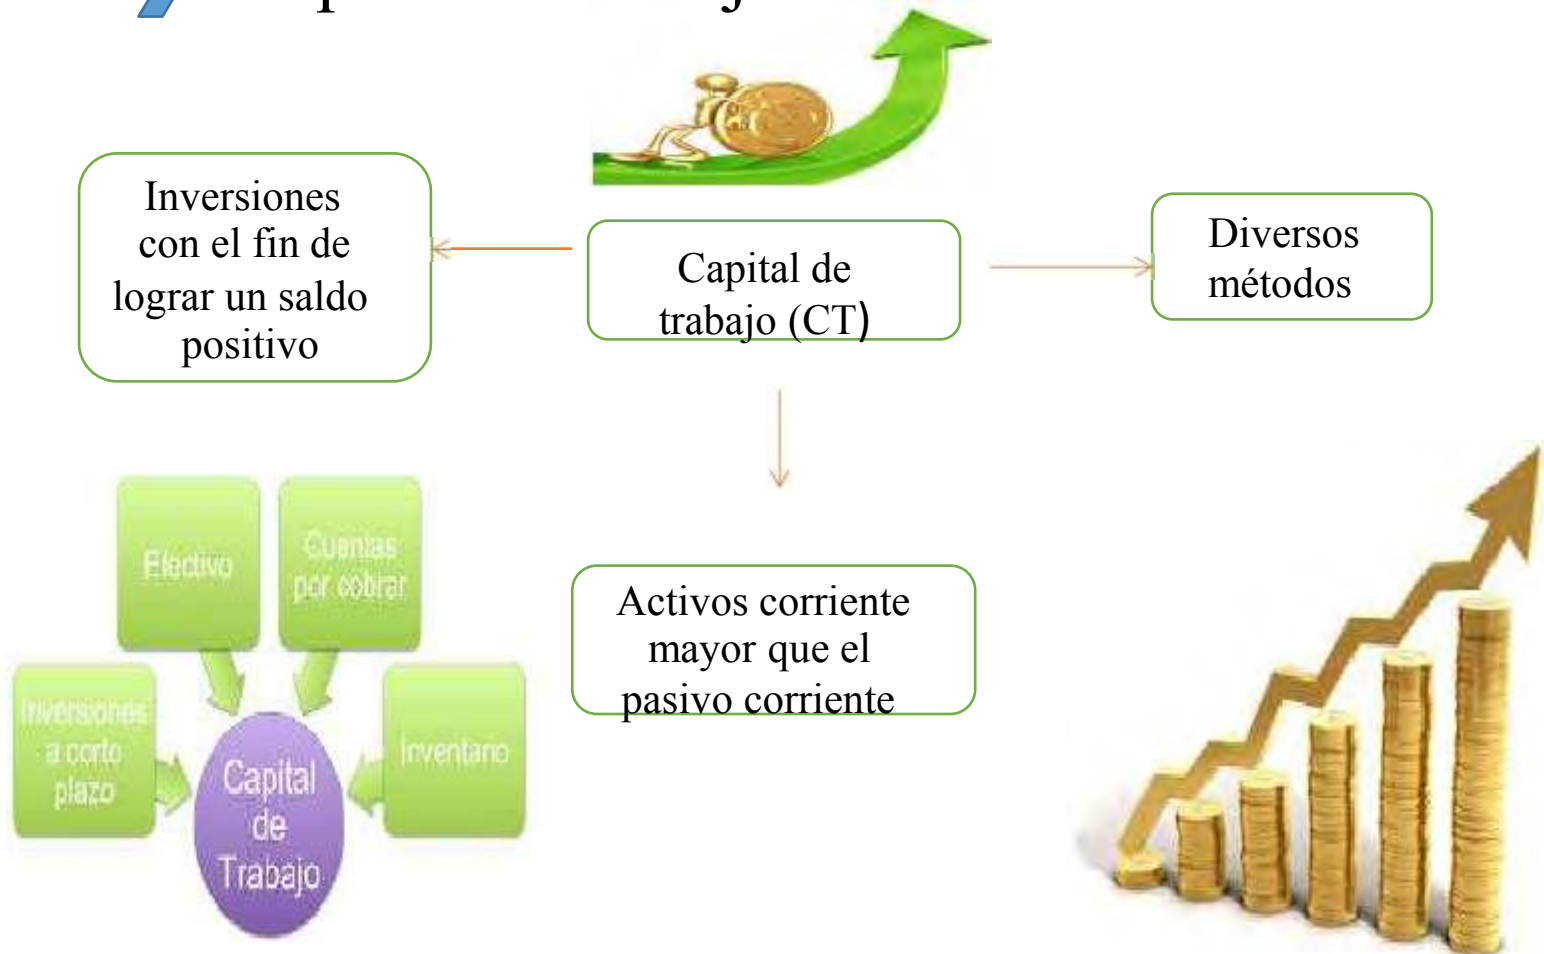 Inversiones
con el fin de
lograr un saldo
positivo
Capital de
trabajo (CT)
Diversos
métodos
Efectivo
Cuentas
por cobrar
Inversiones
a corto
plazo
Inventario
Capital
de
Trabajo
Activos corriente
mayor que el
pasivo corriente